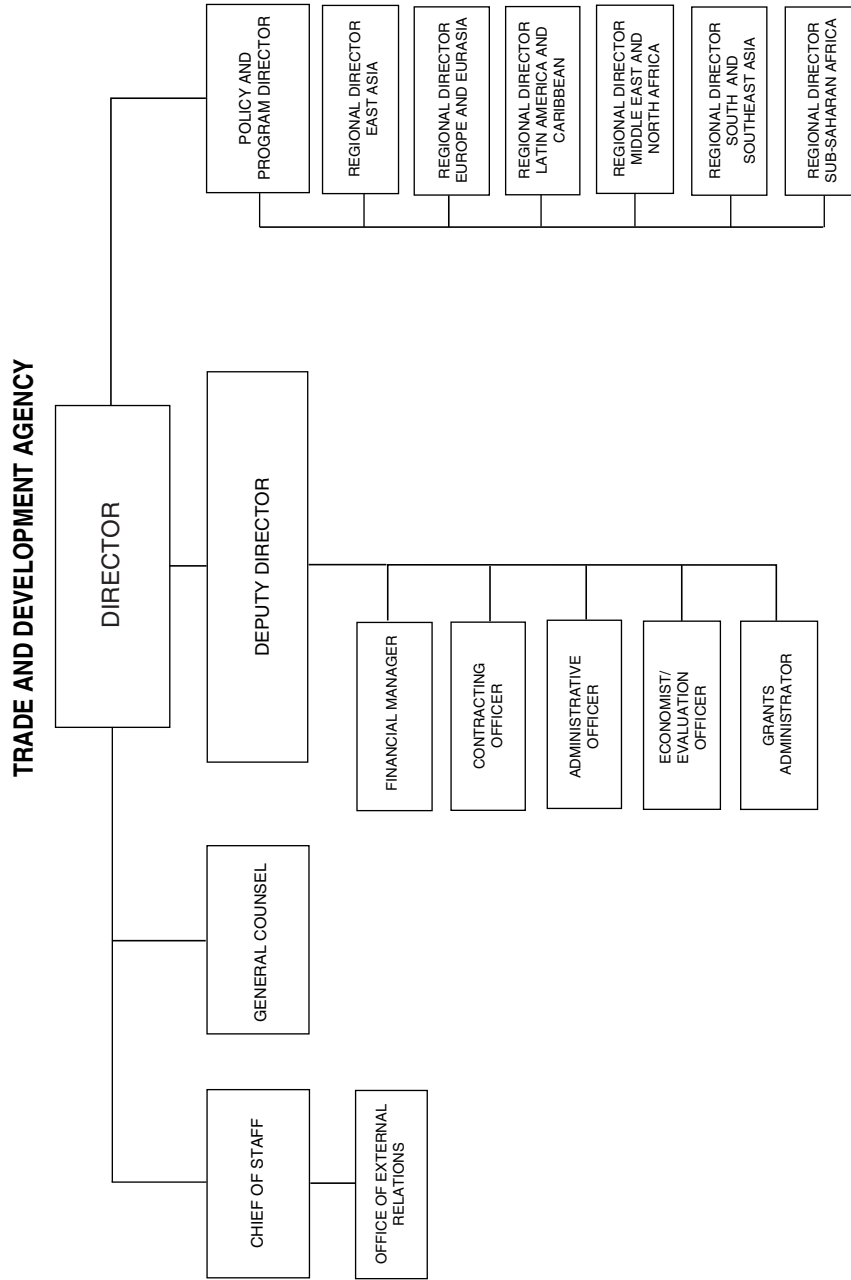 TRADE AND DEVELOPMENT AGENCY
DIRECTOR
CHIEF OF STAFF
GENERAL COUNSEL
DEPUTY DIRECTOR
POLICY AND
PROGRAM DIRECTOR
OFFICE OF EXTERNAL
RELATIONS
FINANCIAL MANAGER
CONTRACTING
OFFICER
ADMINISTRATIVE
OFFICER
ECONOMIST/
EVALUATION
OFFICER
GRANTS
ADMINISTRATOR
REGIONAL DIRECTOR
EAST ASIA
REGIONAL DIRECTOR
EUROPE AND EURASIA
REGIONAL DIRECTOR
LATIN AMERICA AND
CARIBBEAN
REGIONAL DIRECTOR
MIDDLE EAST AND
NORTH AFRICA
REGIONAL DIRECTOR
SOUTH AND
SOUTHEAST ASIA
REGIONAL DIRECTOR
SUB-SAHARAN AFRICA